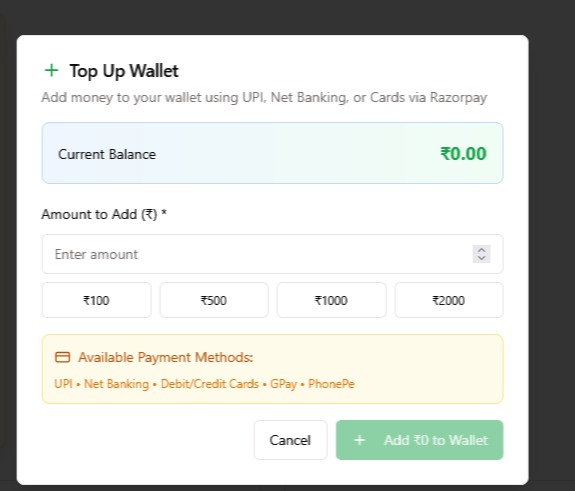 + Top Up Wallet
Add money to your wallet using UPI, Net Banking, or Cards via Razorpay
Current Balance ₹0.00
Amount to Add (₹) *
Enter amount
₹100 ₹500 ₹1000 ₹2000
Available Payment Methods:
UPI • Net Banking • Debit/Credit Cards • GPay • PhonePe
Cancel + Add ₹0 to Wallet